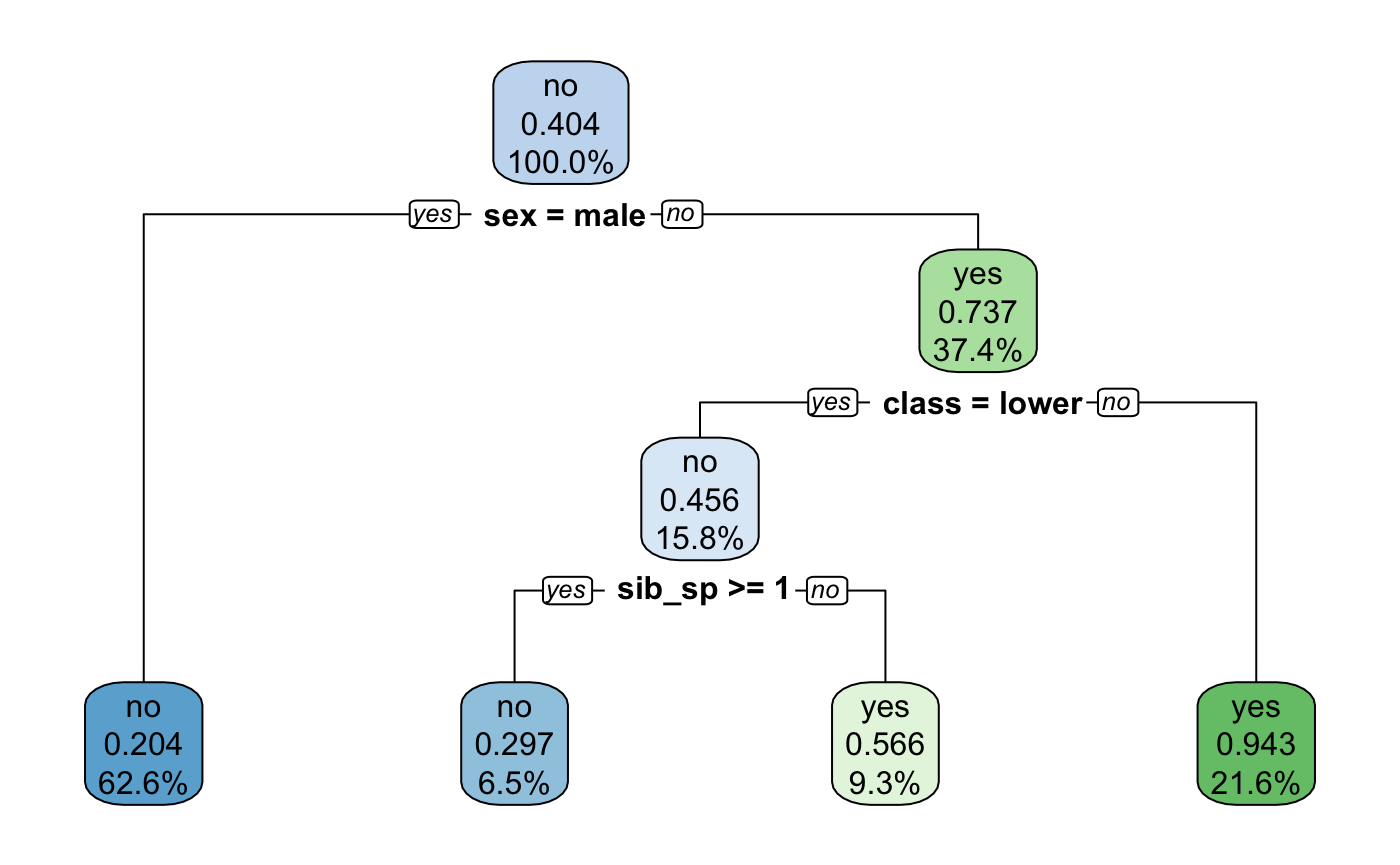 no
0.404
100.0%
yes sex = male no
yes
0.737
37.4%
yes class = lower no
no
0.456
15.8%
yes sib_sp >= 1 no
no
0.204
62.6%
no
0.297
6.5%
yes
0.566
9.3%
yes
0.943
21.6%